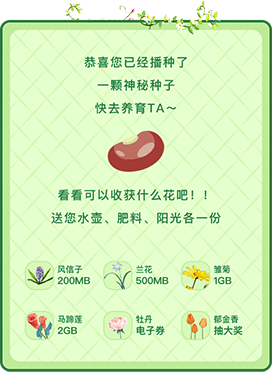 恭喜您已经播种了
一颗神秘种子
快去养育TA～
看看可以收获什么花吧！！
送您水壶、肥料、阳光各一份
风信子 兰花 雏菊
200MB 500MB 1GB
马蹄莲 牡丹 郁金香
2GB 电子券 抽大奖